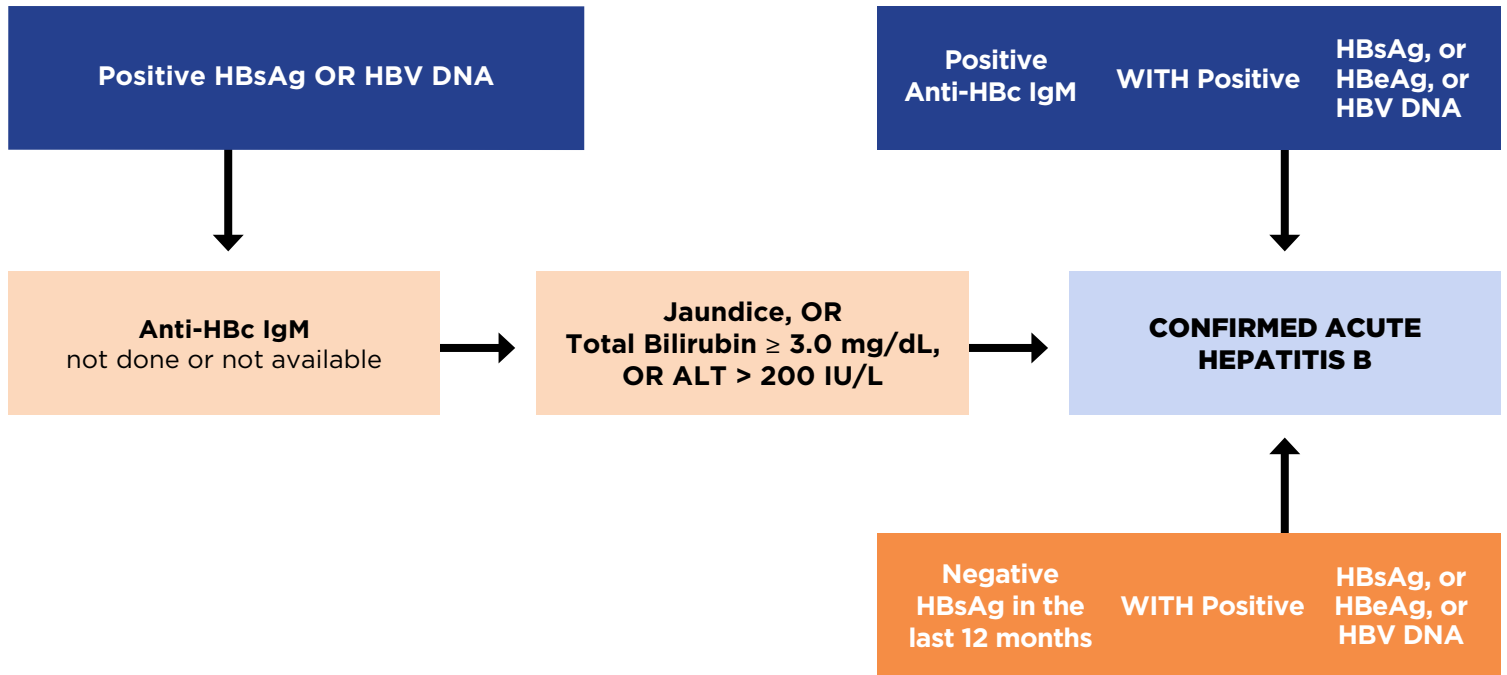 Positive HBsAg OR HBV DNA
Positive
Anti-HBc IgM
WITH Positive
HBsAg, or
HBeAg, or
HBV DNA
Anti-HBc IgM
not done or not available
Jaundice, OR
Total Bilirubin ≥ 3.0 mg/dL,
OR ALT > 200 IU/L
CONFIRMED ACUTE
HEPATITIS B
Negative
HBsAg in the
last 12 months
WITH Positive
HBsAg, or
HBeAg, or
HBV DNA